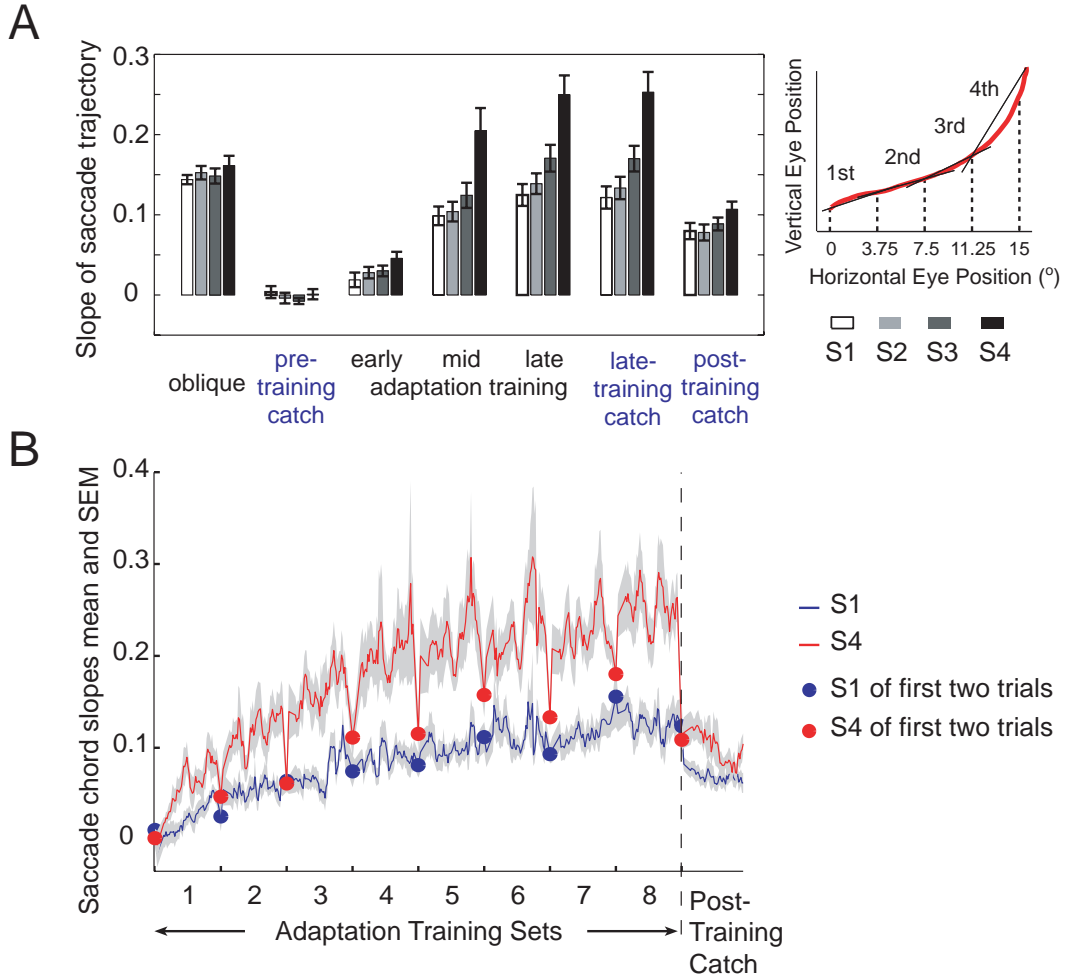 A
Slope of saccade trajectory
0.3
0.2
0.1
0
oblique
pre-
training
catch
early
mid
late
adaptation
training
late-
training
catch
post-
training
catch
Vertical Eye Position
1st
2nd
3rd
4th
0 3.75 7.5 11.25 15
Horizontal Eye Position (°)
S1 S2 S3 S4
B
Saccade chord slopes mean and SEM
0.4
0.3
0.2
0.1
0
1 2 3 4 5 6 7 8
Adaptation Training Sets
Post-
Training
Catch
S1
S4
S1 of first two trials
S4 of first two trials